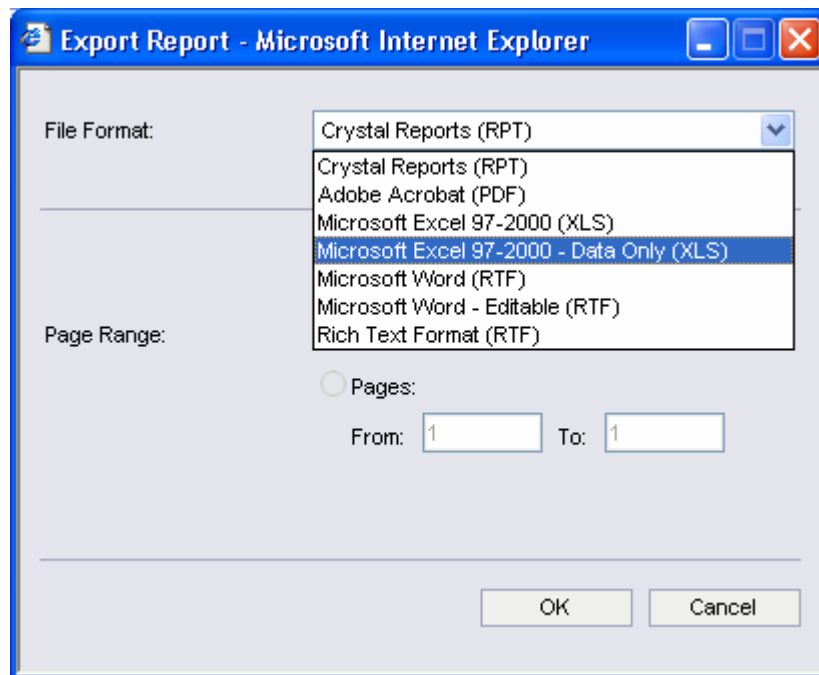 Export Report - Microsoft Internet Explorer
File Format:
Crystal Reports (RPT)
Crystal Reports (RPT)
Adobe Acrobat (PDF)
Microsoft Excel 97-2000 (XLS)
Microsoft Excel 97-2000 - Data Only (XLS)
Microsoft Word (RTF)
Microsoft Word - Editable (RTF)
Rich Text Format (RTF)
Page Range:
Pages:
From: 1 To: 1
OK Cancel